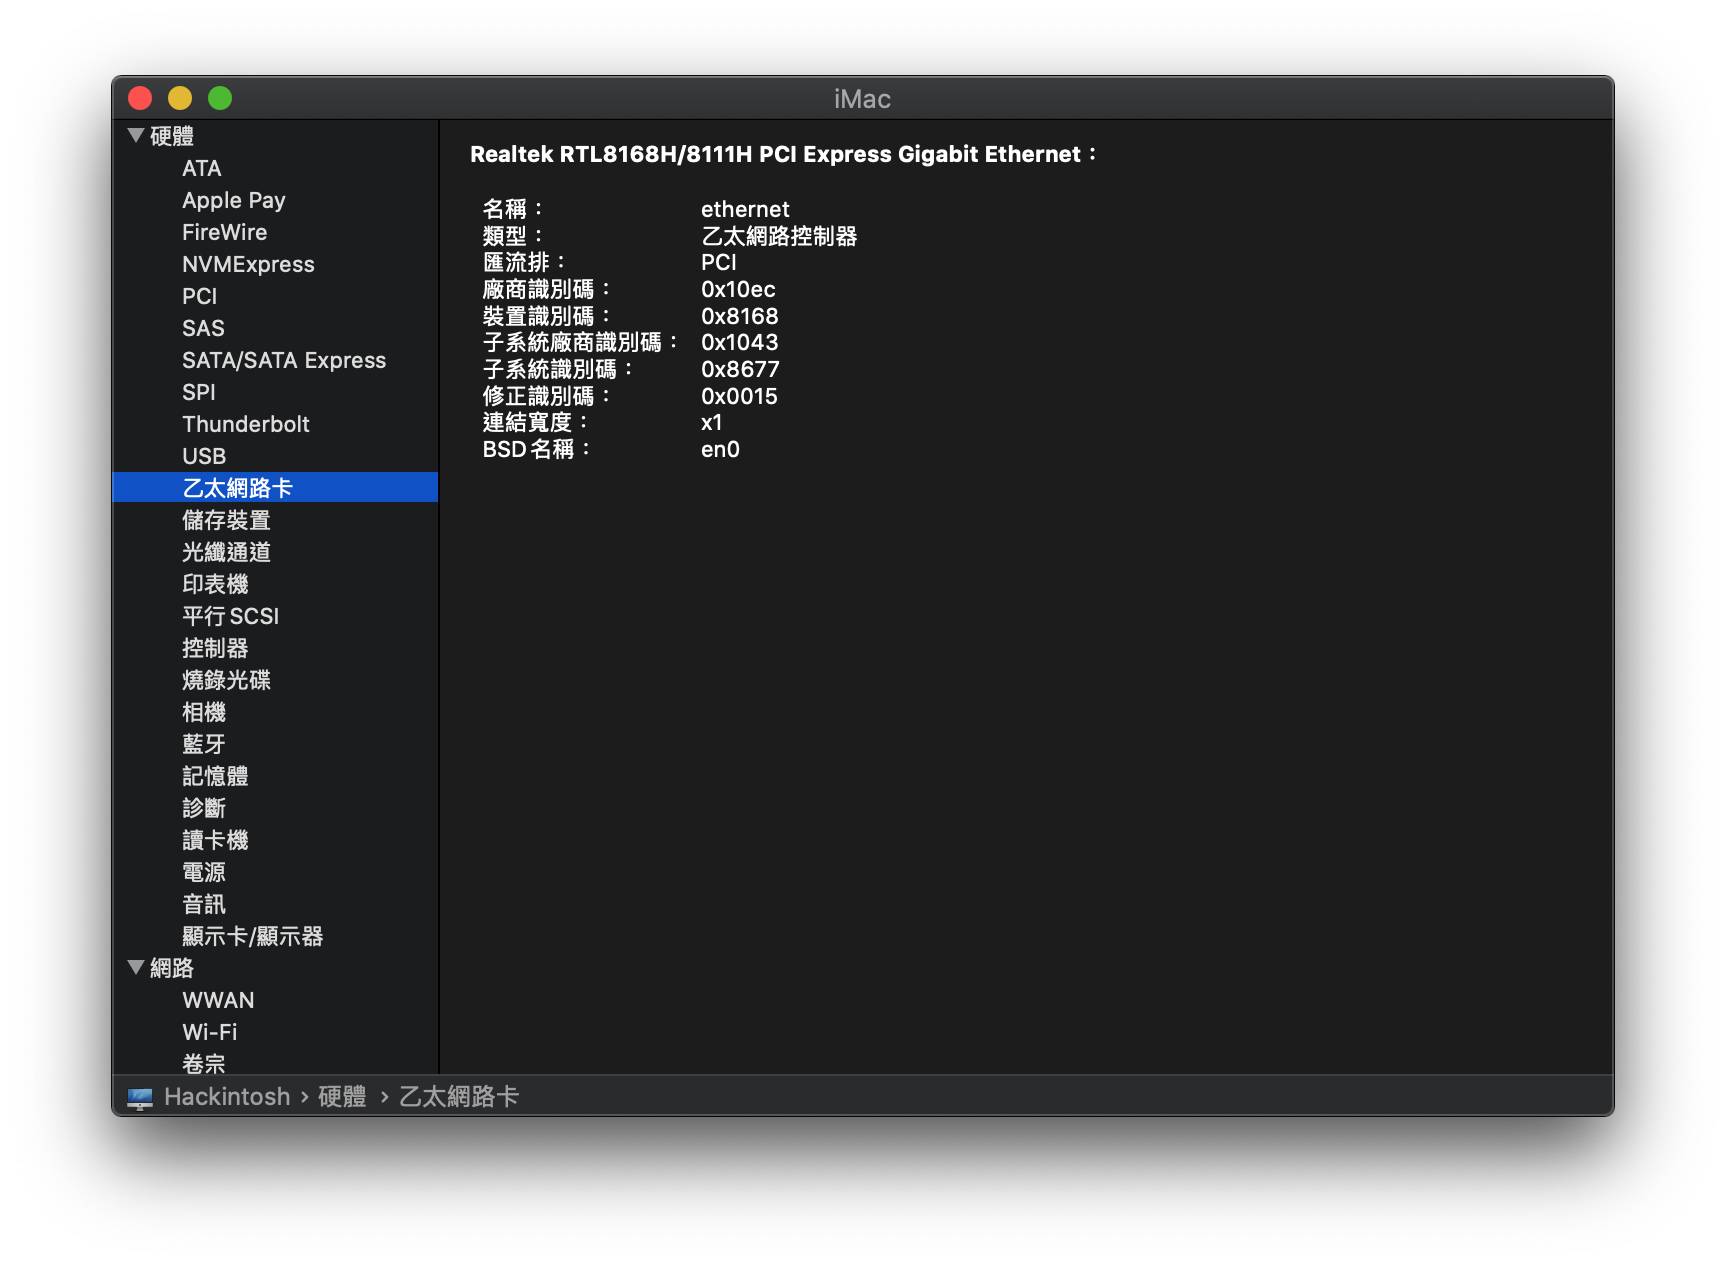 iMac
硬體
ATA
Apple Pay
FireWire
NVMExpress
PCI
SAS
SATA/SATA Express
SPI
Thunderbolt
USB
乙太網路卡
儲存裝置
光纖通道
印表機
平行 SCSI
控制器
燒錄光碟
相機
藍牙
記憶體
診斷
讀卡機
電源
音訊
顯示卡/顯示器
網路
WWAN
Wi-Fi
卷宗
Realtek RTL8168H/8111H PCI Express Gigabit Ethernet：
名稱： ethernet
類型： 乙太網路控制器
匯流排： PCI
廠商識別碼： 0x10ec
裝置識別碼： 0x8168
子系統廠商識別碼： 0x1043
子系統識別碼： 0x8677
修正識別碼： 0x0015
連結寬度： x1
BSD 名稱： en0
Hackintosh › 硬體 › 乙太網路卡